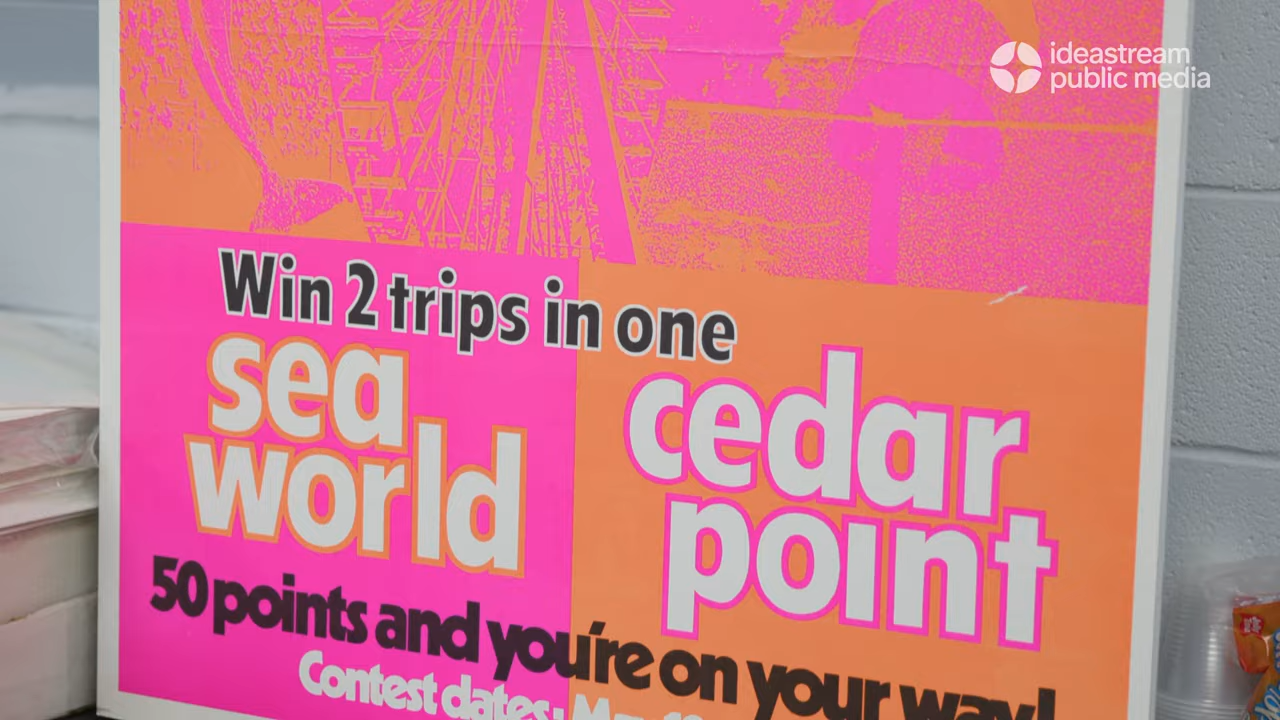 ideastream
public media
Win 2 trips in one
sea
world
cedar
point
50 points and you're on your way!
Contest dates: